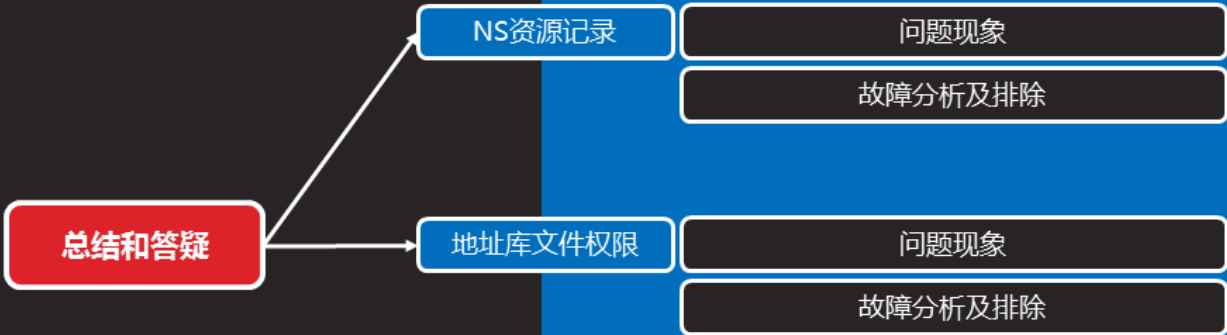 NS资源记录
问题现象
故障分析及排除
总结和答疑
地址库文件权限
问题现象
故障分析及排除